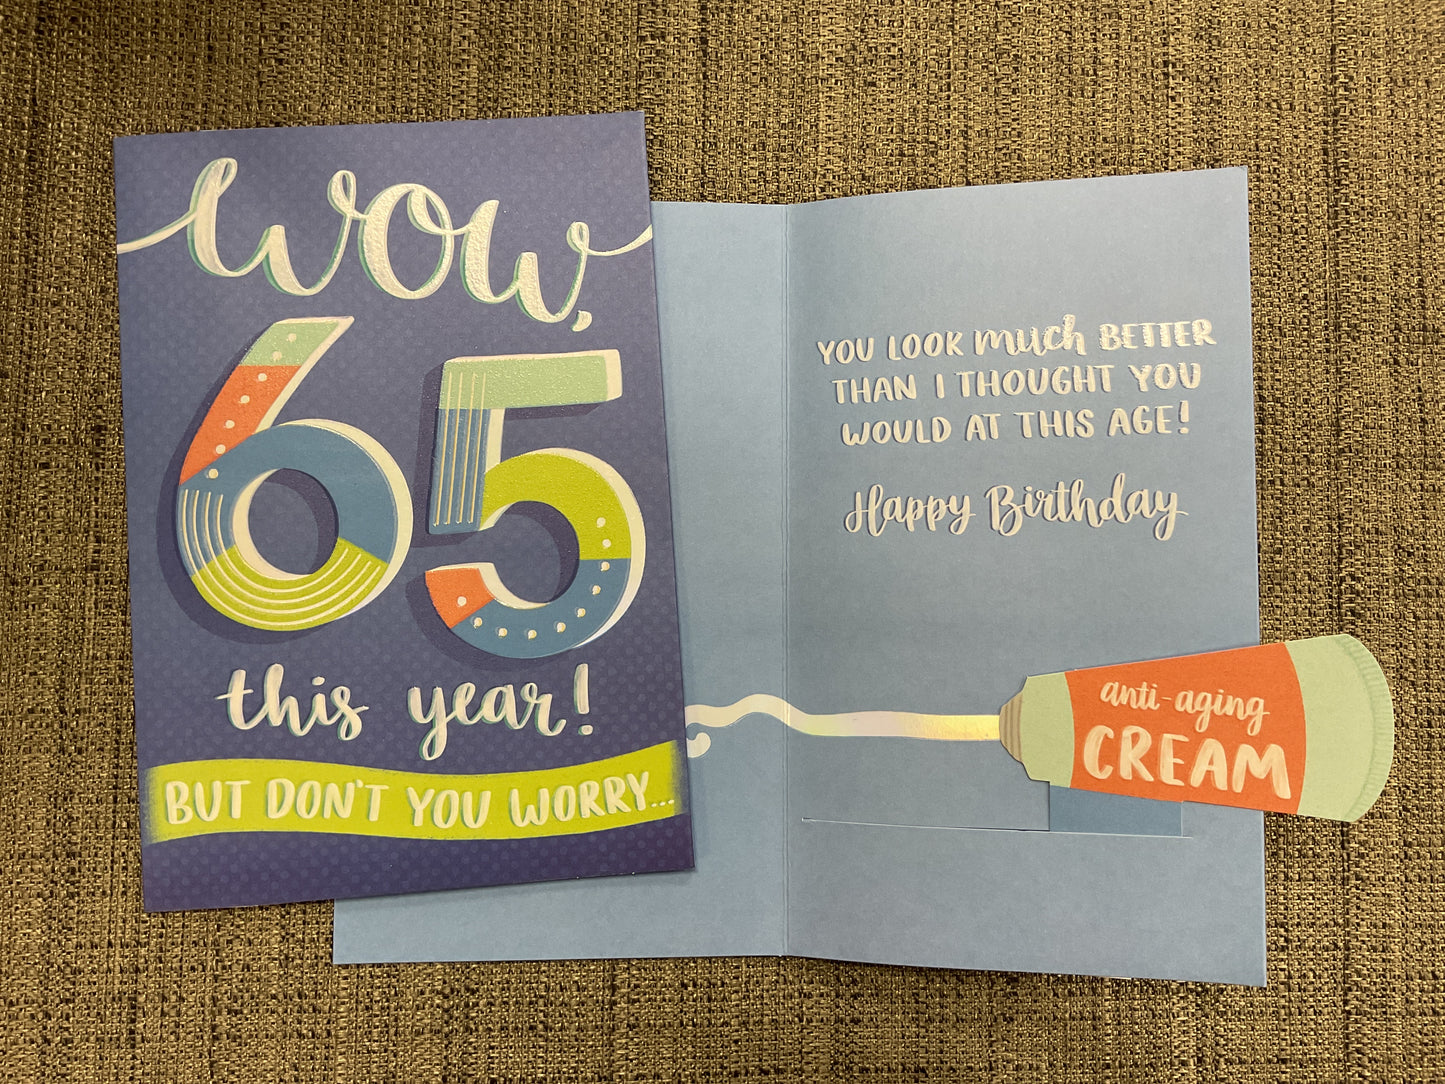 wow,
65
this year!
BUT DON'T YOU WORRY...
YOU LOOK much BETTER
THAN I THOUGHT YOU
WOULD AT THIS AGE!
Happy Birthday
anti-aging
CREAM